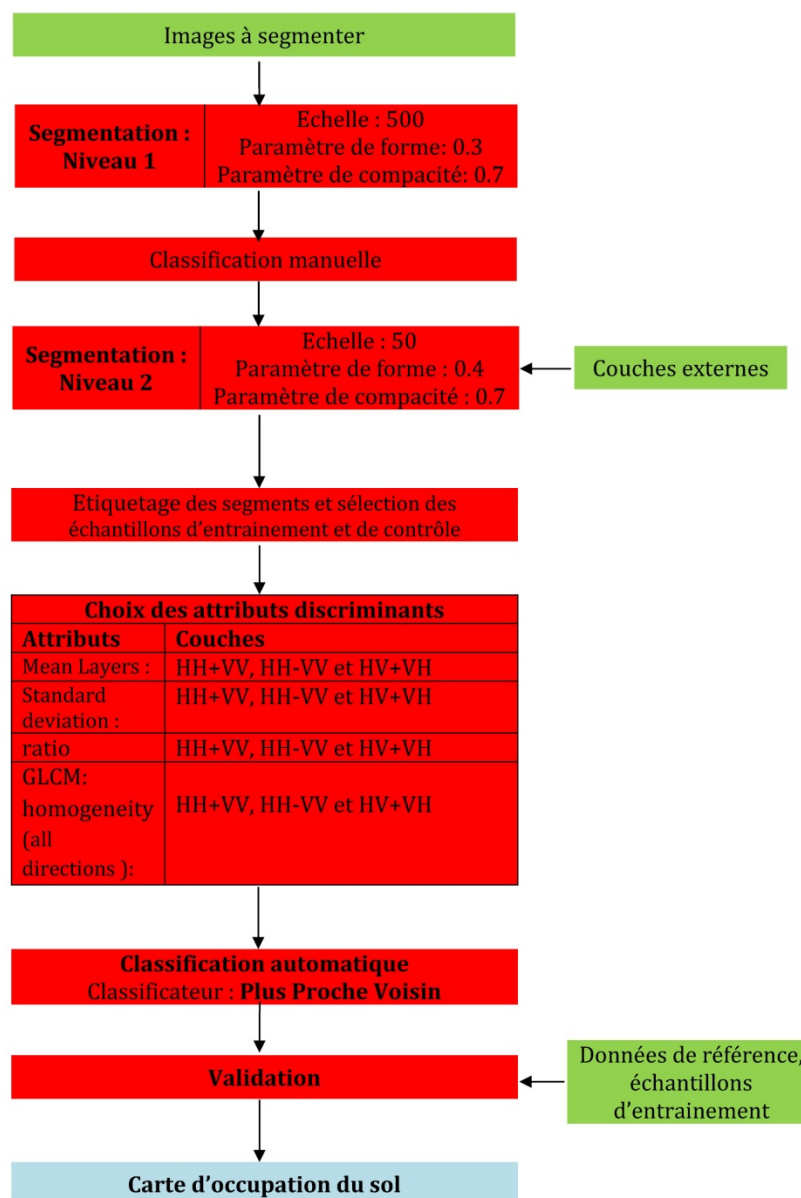 Images à segmenter
Segmentation :
Niveau 1
Echelle : 500
Paramètre de forme: 0.3
Paramètre de compacité: 0.7
Classification manuelle
Segmentation :
Niveau 2
Echelle : 50
Paramètre de forme : 0.4
Paramètre de compacité : 0.7
Couches externes
Etiquetage des segments et sélection des
échantillons d'entrainement et de contrôle
Choix des attributs discriminants
Attributs Couches
Mean Layers : HH+VV, HH-VV et HV+VH
Standard
deviation :
HH+VV, HH-VV et HV+VH
ratio HH+VV, HH-VV et HV+VH
GLCM:
homogeneity
(all
directions ):
HH+VV, HH-VV et HV+VH
Classification automatique
Classificateur : Plus Proche Voisin
Validation
Données de référence,
échantillons
d'entrainement
Carte d'occupation du sol